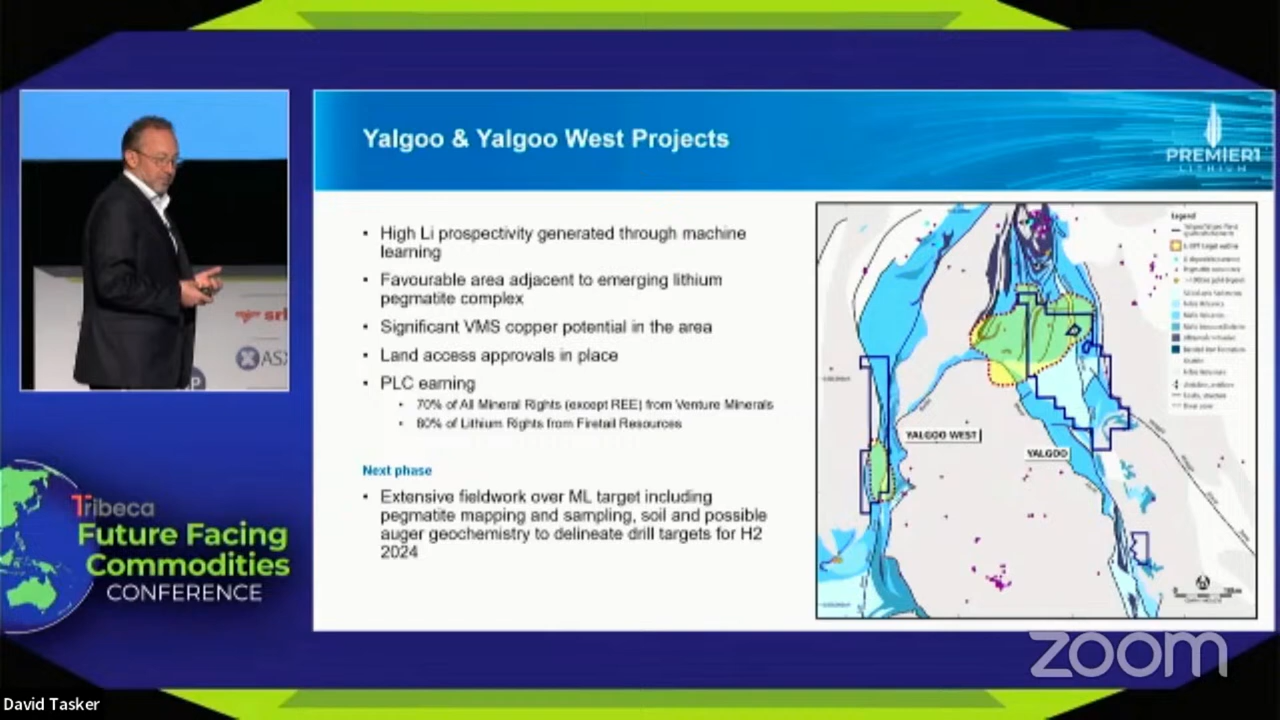 Yalgoo & Yalgoo West Projects
PREMIER1
LITHIUM
• High Li prospectivity generated through machine
learning
• Favourable area adjacent to emerging lithium
pegmatite complex
• Significant VMS copper potential in the area
• Land access approvals in place
• PLC earning
• 70% of All Mineral Rights (except REE) from Venture Minerals
• 80% of Lithium Rights from Firetail Resources
Next phase
• Extensive fieldwork over ML target including
pegmatite mapping and sampling, soil and possible
auger geochemistry to delineate drill targets for H2
2024
Legend
YALGOO WEST
YALGOO
srk
ASX
Tribeca
Future Facing
Commodities
CONFERENCE
zoom
David Tasker